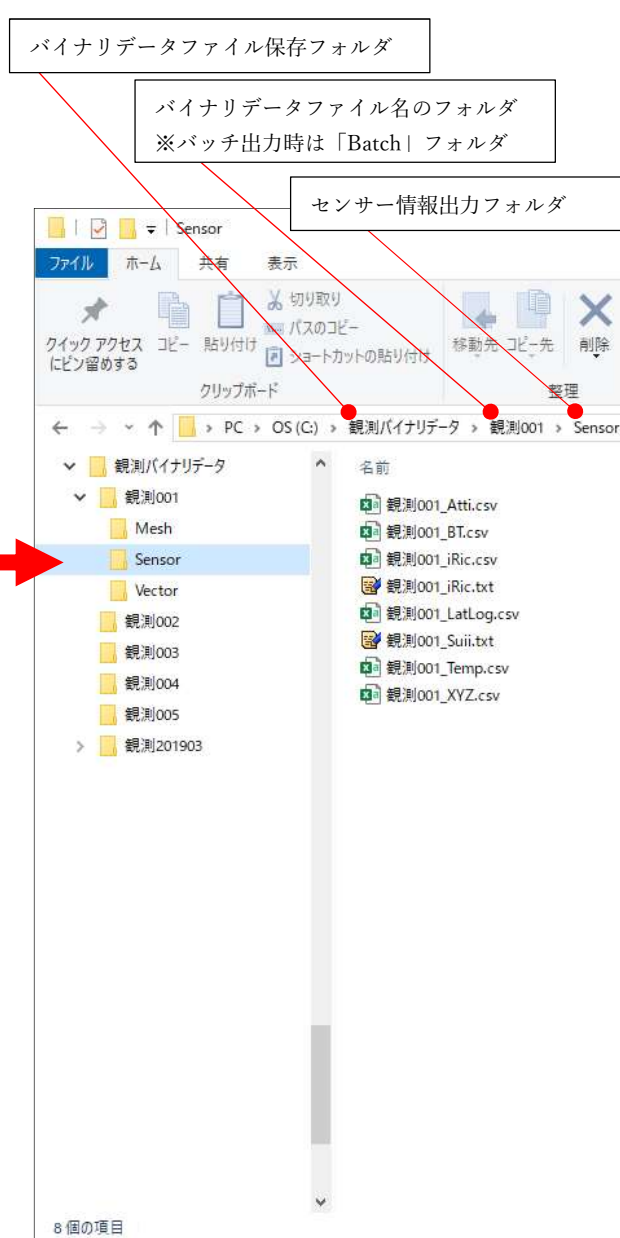 バイナリデータファイル保存フォルダ
バイナリデータファイル名のフォルダ
※バッチ出力時は「Batch」フォルダ
センサー情報出力フォルダ
Sensor
ファイル ホーム 共有 表示
クイック アクセス
にピン留めする
コピー
貼り付け
切り取り
パスのコピー
ショートカットの貼り付け
移動先
コピー先
削除
クリップボード
整理
PC › OS (C:) › 観測バイナリデータ › 観測001 › Sensor
観測バイナリデータ
観測001
Mesh
Sensor
Vector
観測002
観測003
観測004
観測005
観測201903
名前
観測001_Atti.csv
観測001_BT.csv
観測001_iRic.csv
観測001_iRic.txt
観測001_LatLog.csv
観測001_Suii.txt
観測001_Temp.csv
観測001_XYZ.csv
8 個の項目